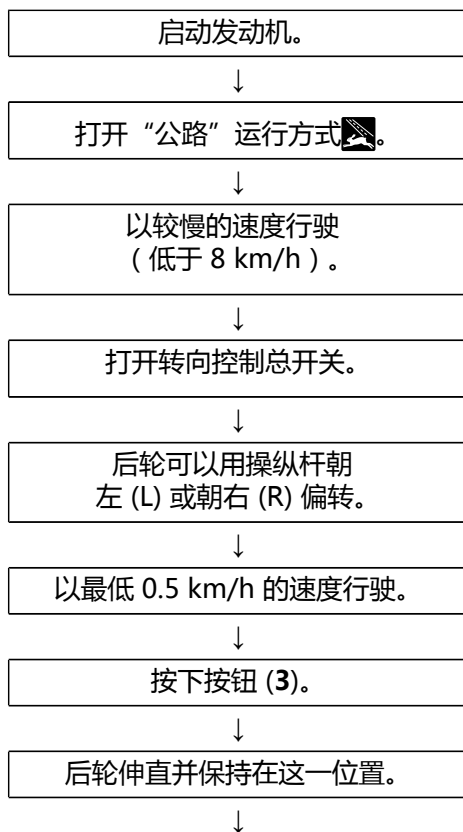 启动发动机。
↓
打开“公路”运行方式。
↓
以较慢的速度行驶
(低于 8 km/h)。
↓
打开转向控制总开关。
↓
后轮可以用操纵杆朝
左 (L) 或朝右 (R) 偏转。
↓
以最低 0.5 km/h 的速度行驶。
↓
按下按钮 (3)。
↓
后轮伸直并保持在这一位置。
↓